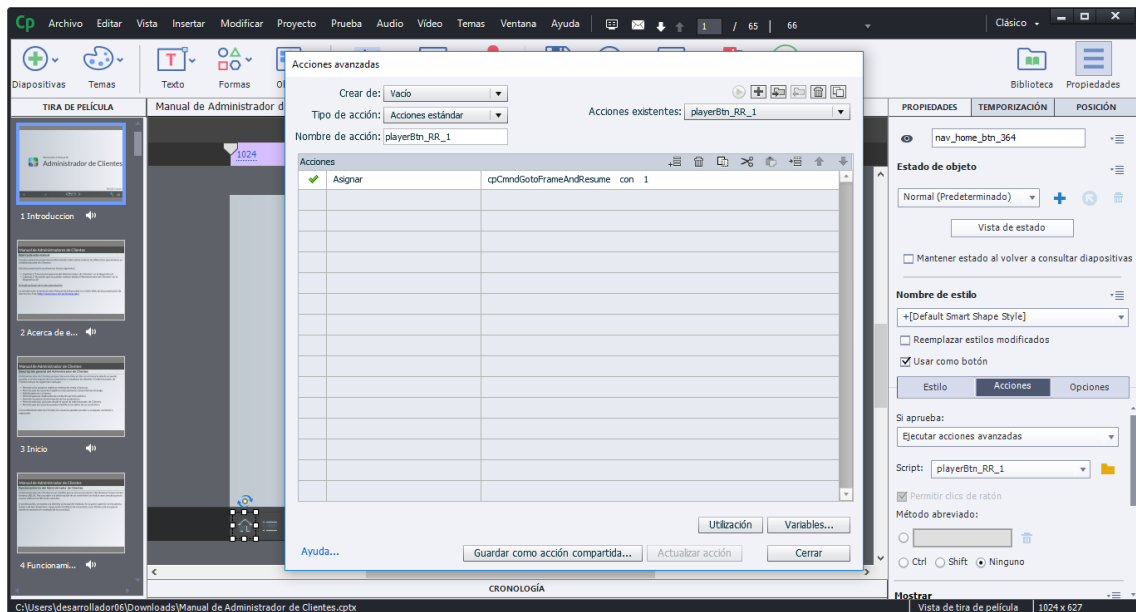 Cp Archivo Editar Vista Insertar Modificar Proyecto Prueba Audio Vídeo Temas Ventana Ayuda 1 / 65 66 Clásico
Diapositivas Temas Texto Formas Biblioteca Propiedades
TIRA DE PELÍCULA
Manual de Administrador d
PROPIEDADES TEMPORIZACIÓN POSICIÓN
Administrador de Clientes
1 Introduccion
2 Acerca de e...
3 Inicio
4 Funcionami...
1024
Acciones avanzadas
Crear de: Vacío
Tipo de acción: Acciones estándar
Acciones existentes: playerBtn_RR_1
Nombre de acción: playerBtn_RR_1
Acciones
Asignar cpCmndGotoFrameAndResume con 1
Utilización Variables...
Ayuda... Guardar como acción compartida... Actualizar acción Cerrar
CRONOLOGÍA
nav_home_btn_364
Estado de objeto
Normal (Predeterminado)
Vista de estado
Mantener estado al volver a consultar diapositivas
Nombre de estilo
+[Default Smart Shape Style]
Reemplazar estilos modificados
Usar como botón
Estilo Acciones Opciones
Si aprueba:
Ejecutar acciones avanzadas
Script: playerBtn_RR_1
Permitir clics de ratón
Método abreviado:
Ctrl Shift Ninguno
Mostrar
C:\Users\desarrollador06\Downloads\Manual de Administrador de Clientes.cptx
Vista de tira de película 1024 x 627